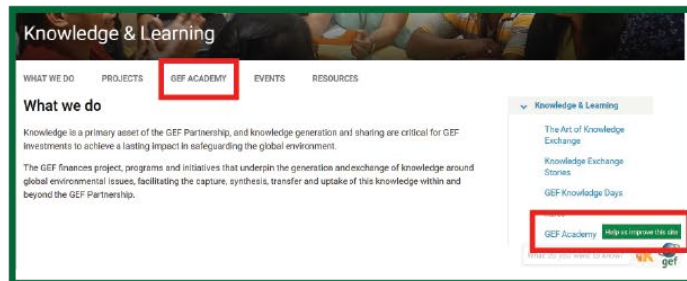 Knowledge & Learning
WHAT WE DO PROJECTS GEF ACADEMY EVENTS RESOURCES
What we do
Knowledge is a primary asset of the GEF Partnership, and knowledge generation and sharing are critical for GEF
investments to achieve a lasting impact in safeguarding the global environment.
The GEF finances project, programs and initiatives that underpin the generation andexchange of knowledge around
global environmental issues, facilitating the capture, synthesis, transfer and uptake of this knowledge within and
beyond the GEF Partnership.
Knowledge & Learning
The Art of Knowledge
Exchange
Knowledge Exchange
Stories
GEF Knowledge Days
GEF Academy
Help us improve this site
What do you want to know?
gef